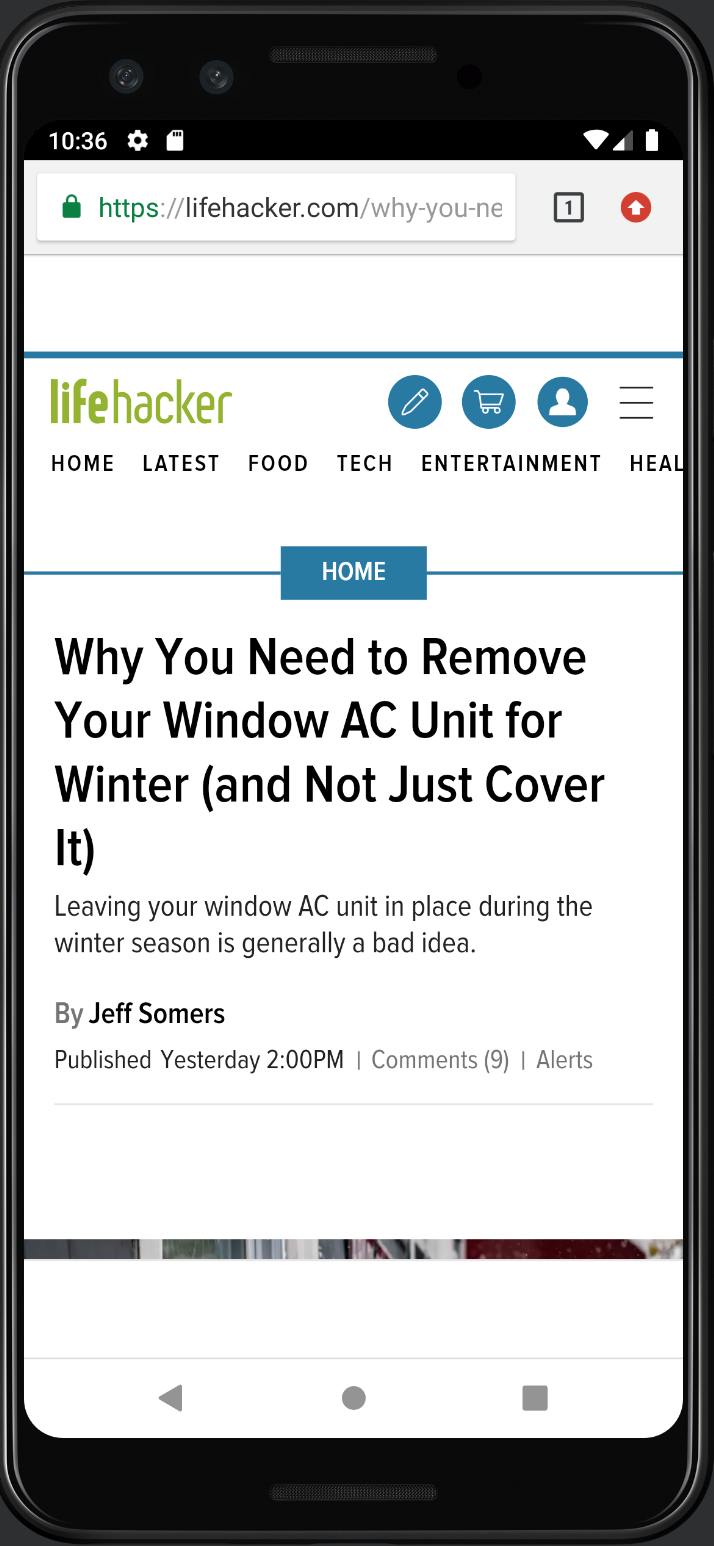 10:36
https://lifehacker.com/why-you-ne
1
lifehacker
HOME LATEST FOOD TECH ENTERTAINMENT HEAL
HOME
Why You Need to Remove
Your Window AC Unit for
Winter (and Not Just Cover
It)
Leaving your window AC unit in place during the
winter season is generally a bad idea.
By Jeff Somers
Published Yesterday 2:00PM | Comments (9) | Alerts